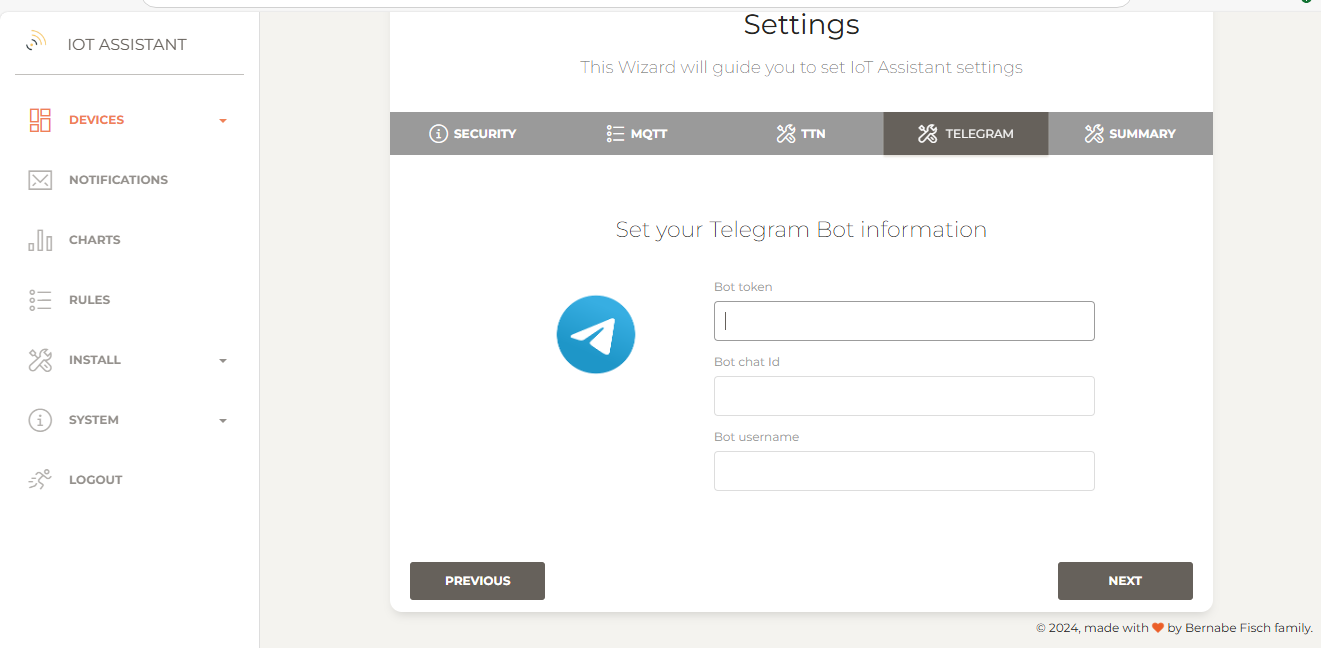 IOT ASSISTANT
DEVICES
NOTIFICATIONS
CHARTS
RULES
INSTALL
SYSTEM
LOGOUT
Settings
This Wizard will guide you to set IoT Assistant settings
SECURITY MQTT TTN TELEGRAM SUMMARY
Set your Telegram Bot information
Bot token
Bot chat Id
Bot username
PREVIOUS NEXT
© 2024, made with ❤ by Bernabe Fisch family.